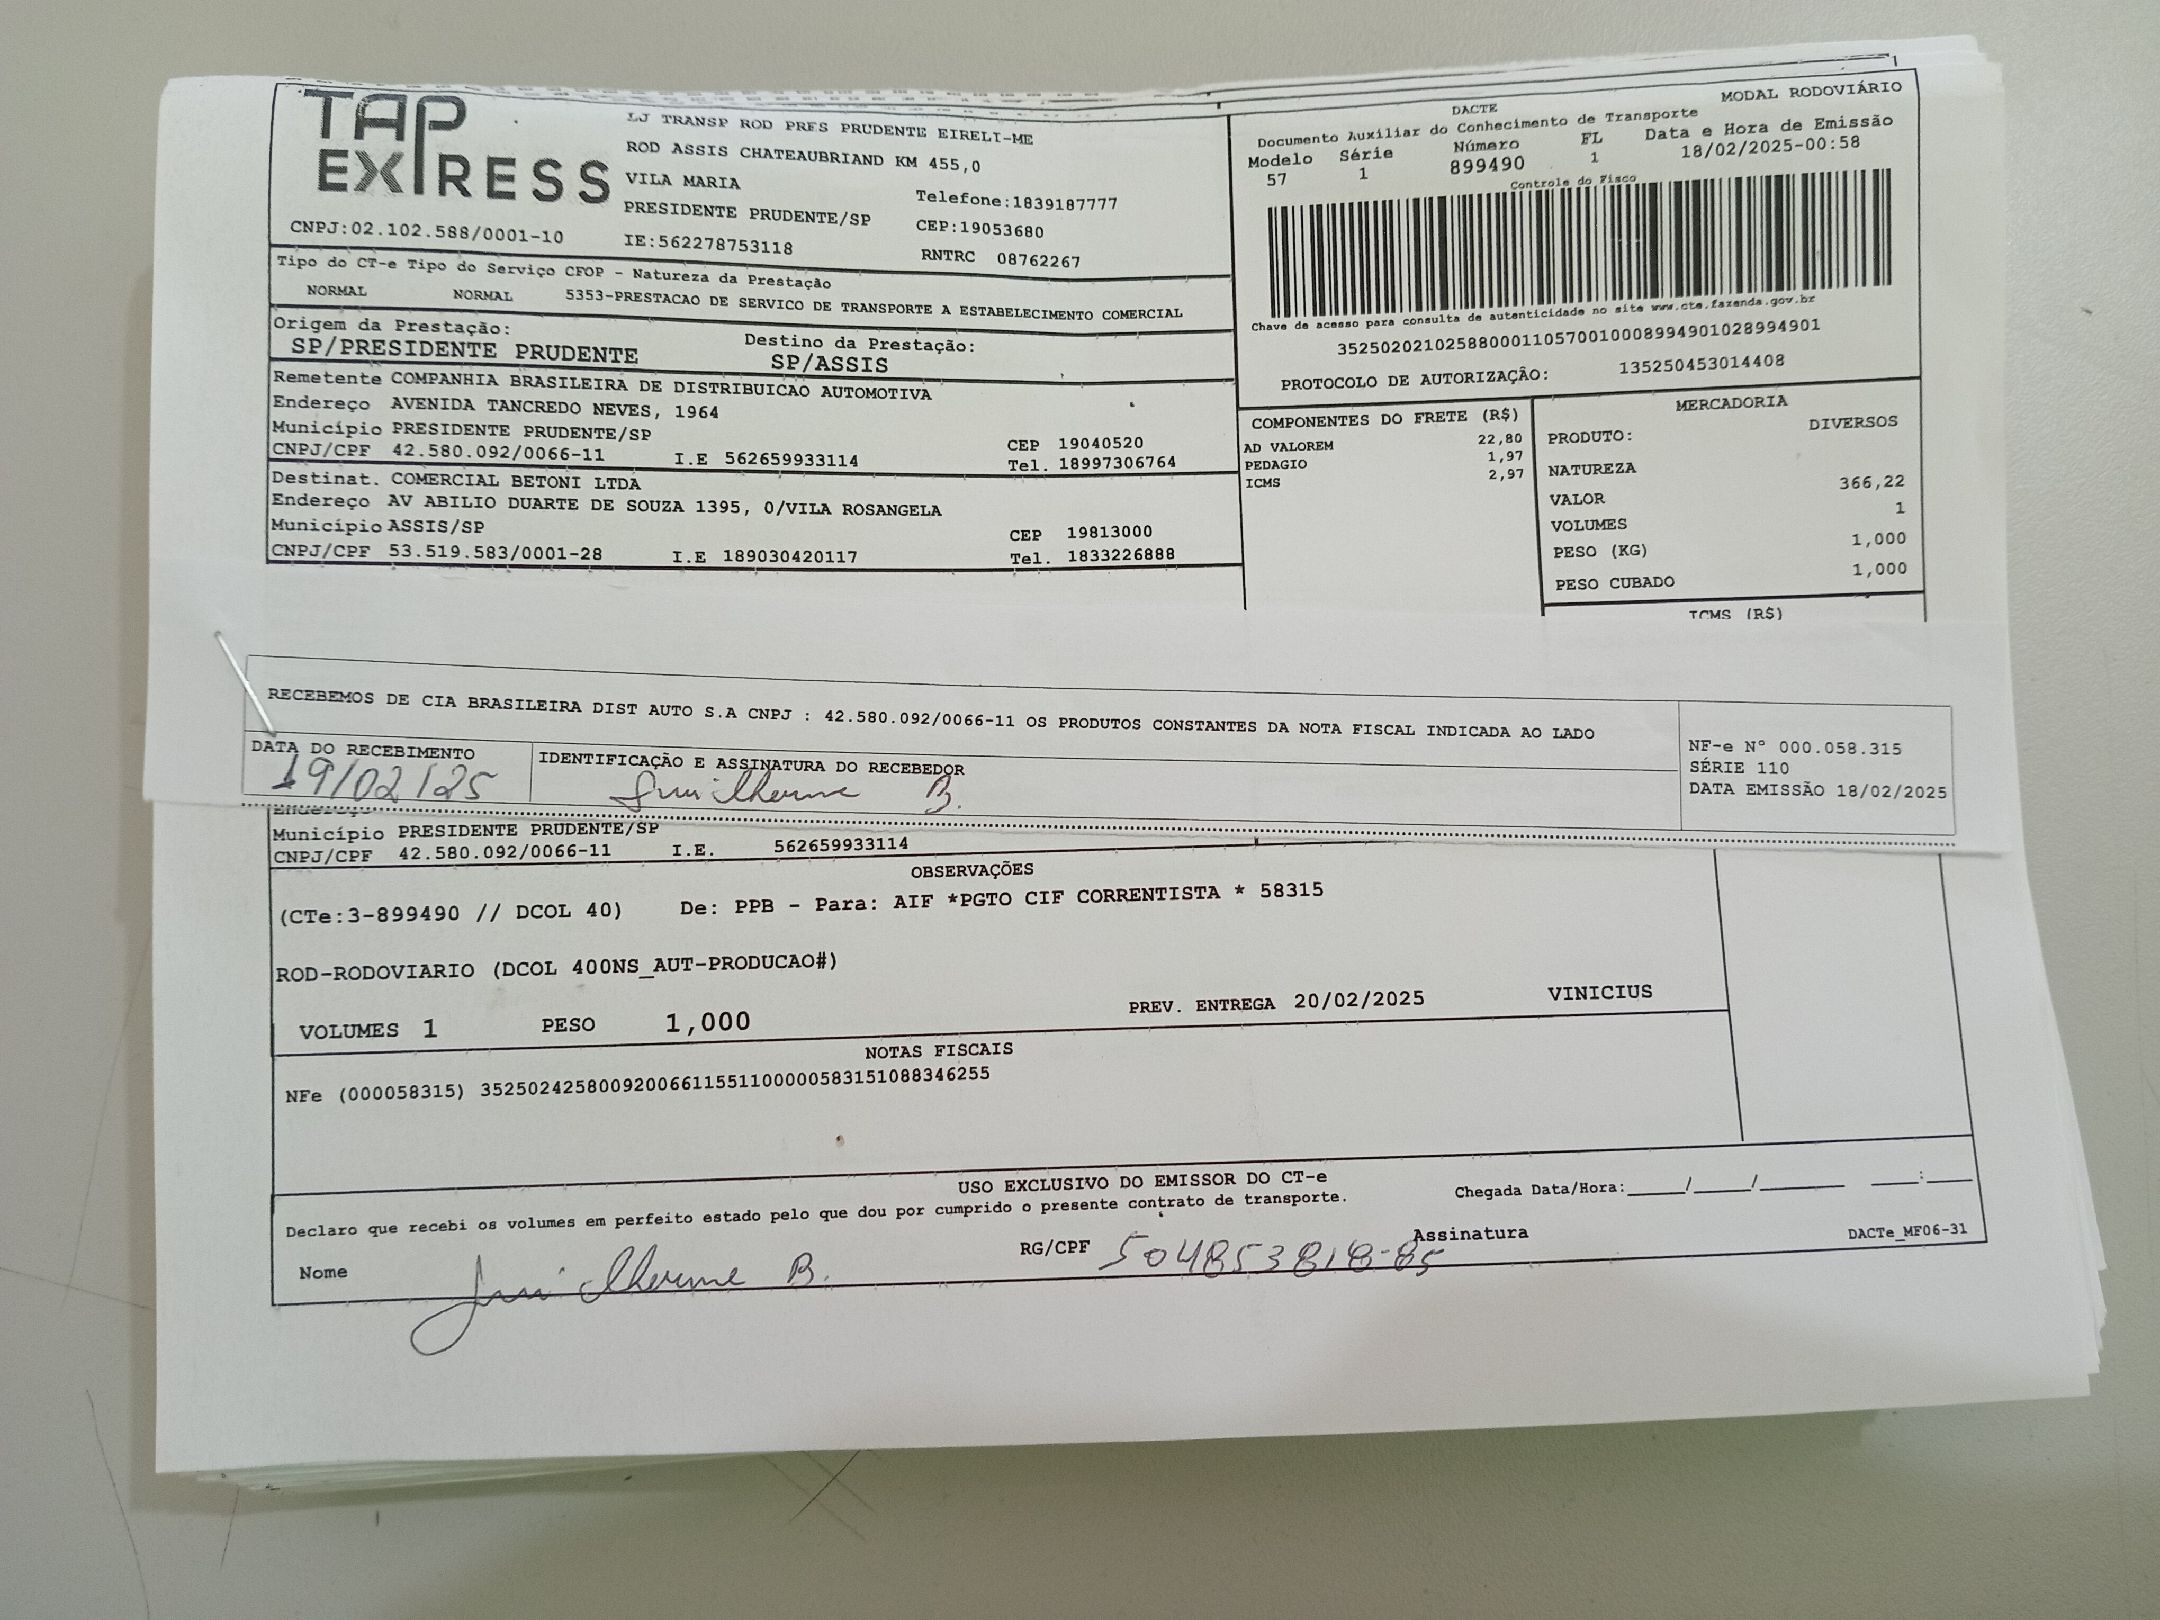 TAP
EXPRESS
LJ TRANSP ROD PRES PRUDENTE EIRELI-ME
ROD ASSIS CHATEAUBRIAND KM 455,0
VILA MARIA
Telefone:1839187777
PRESIDENTE PRUDENTE/SP
CEP:19053680
CNPJ:02.102.588/0001-10
IE:562278753118
RNTRC 08762267
1
DACTE
MODAL RODOVIÁRIO
Documento Auxiliar do Conhecimento de Transporte
Modelo Série Número FL Data e Hora de Emissão
57 1 899490 1 18/02/2025-00:58
Controle do Fisco
Chave de acesso para consulta de autenticidade no site www.cte.fazenda.gov.br
35250202102588000110570010008994901028994901
PROTOCOLO DE AUTORIZAÇÃO: 135250453014408
Tipo do CT-e Tipo do Serviço CFOP - Natureza da Prestação
NORMAL NORMAL 5353-PRESTACAO DE SERVICO DE TRANSPORTE A ESTABELECIMENTO COMERCIAL
Origem da Prestação: Destino da Prestação:
SP/PRESIDENTE PRUDENTE SP/ASSIS
Remetente COMPANHIA BRASILEIRA DE DISTRIBUICAO AUTOMOTIVA
Endereço AVENIDA TANCREDO NEVES, 1964
Município PRESIDENTE PRUDENTE/SP CEP 19040520
CNPJ/CPF 42.580.092/0066-11 I.E 562659933114 Tel. 18997306764
Destinat. COMERCIAL BETONI LTDA
Endereço AV ABILIO DUARTE DE SOUZA 1395, 0/VILA ROSANGELA
Município ASSIS/SP CEP 19813000
CNPJ/CPF 53.519.583/0001-28 I.E 189030420117 Tel. 1833226888
COMPONENTES DO FRETE (R$)
AD VALOREM 22,80
PEDAGIO 1,97
ICMS 2,97
MERCADORIA
PRODUTO: DIVERSOS
NATUREZA
VALOR 366,22
VOLUMES 1
PESO (KG) 1,000
PESO CUBADO 1,000
ICMS (R$)
RECEBEMOS DE CIA BRASILEIRA DIST AUTO S.A CNPJ : 42.580.092/0066-11 OS PRODUTOS CONSTANTES DA NOTA FISCAL INDICADA AO LADO
DATA DO RECEBIMENTO
19/02/25
IDENTIFICAÇÃO E ASSINATURA DO RECEBEDOR
Guilherme B.
NF-e Nº 000.058.315
SÉRIE 110
DATA EMISSÃO 18/02/2025
Endereço
Município PRESIDENTE PRUDENTE/SP
CNPJ/CPF 42.580.092/0066-11 I.E. 562659933114
OBSERVAÇÕES
(CTe:3-899490 // DCOL 40) De: PPB - Para: AIF *PGTO CIF CORRENTISTA * 58315
ROD-RODOVIARIO (DCOL 400NS_AUT-PRODUCAO#)
VOLUMES 1 PESO 1,000 PREV. ENTREGA 20/02/2025 VINICIUS
NOTAS FISCAIS
NFe (000058315) 35250242580092006611551100000583151088346255
USO EXCLUSIVO DO EMISSOR DO CT-e
Declaro que recebi os volumes em perfeito estado pelo que dou por cumprido o presente contrato de transporte.
Chegada Data/Hora:____/____/______ ___:___
Nome Guilherme B. RG/CPF 504853818-85 Assinatura
DACTe_MF06-31